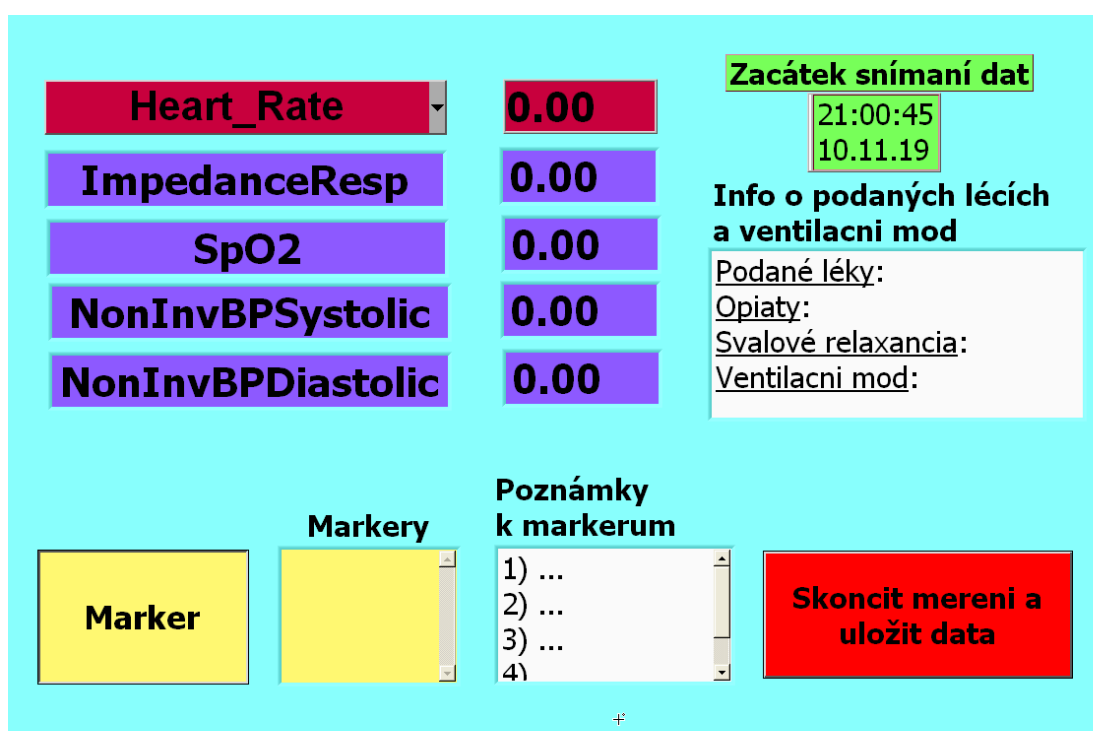 Heart_Rate 0.00
ImpedanceResp 0.00
SpO2 0.00
NonInvBPSystolic 0.00
NonInvBPDiastolic 0.00
Zacátek snímaní dat
21:00:45
10.11.19
Info o podaných lécích
a ventilacni mod
Podané léky:
Opiaty:
Svalové relaxancia:
Ventilacni mod:
Marker
Markery
Poznámky
k markerum
1) ...
2) ...
3) ...
4)
Skoncit mereni a
uložit data